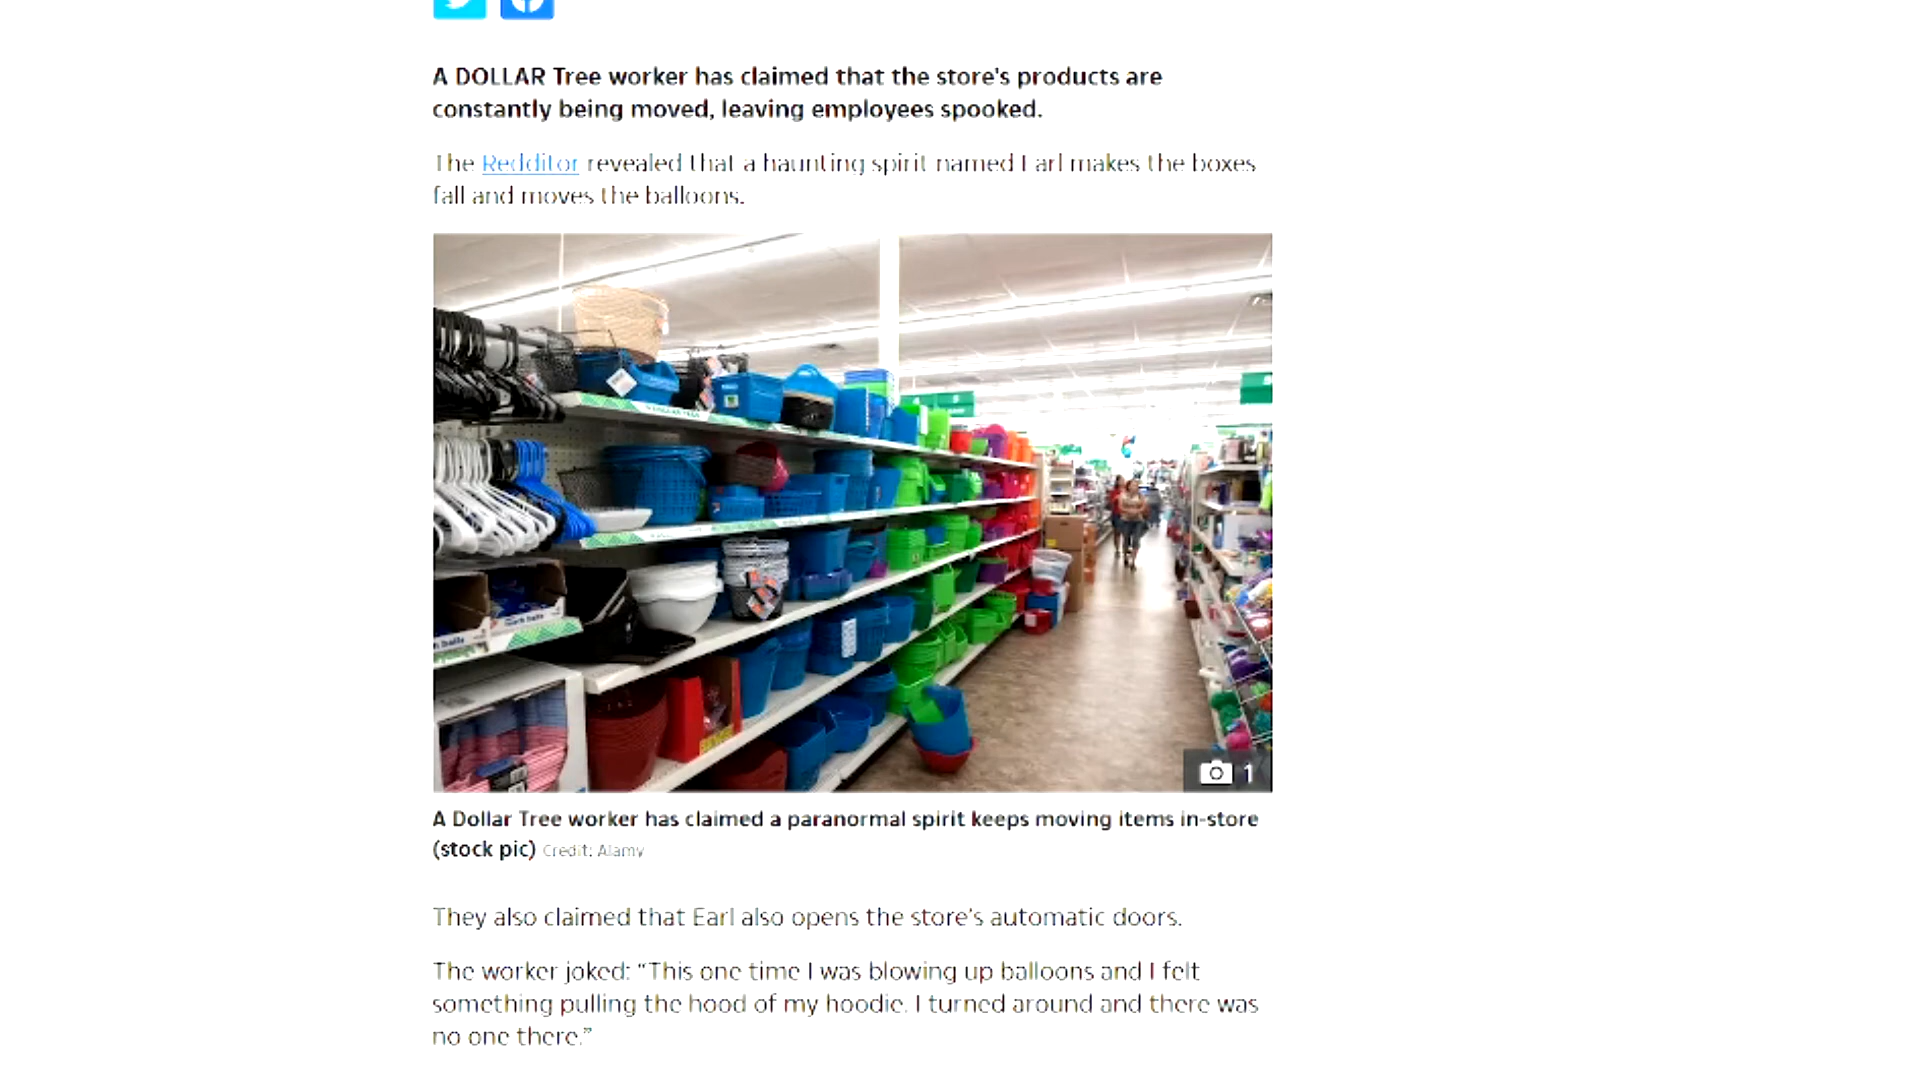 A DOLLAR Tree worker has claimed that the store's products are
constantly being moved, leaving employees spooked.
The Redditor revealed that a haunting spirit named Earl makes the boxes
fall and moves the balloons.
1
A Dollar Tree worker has claimed a paranormal spirit keeps moving items in-store
(stock pic) Credit: Alamy
They also claimed that Earl also opens the store's automatic doors.
The worker joked: “This one time I was blowing up balloons and I felt
something pulling the hood of my hoodie. I turned around and there was
no one there.”